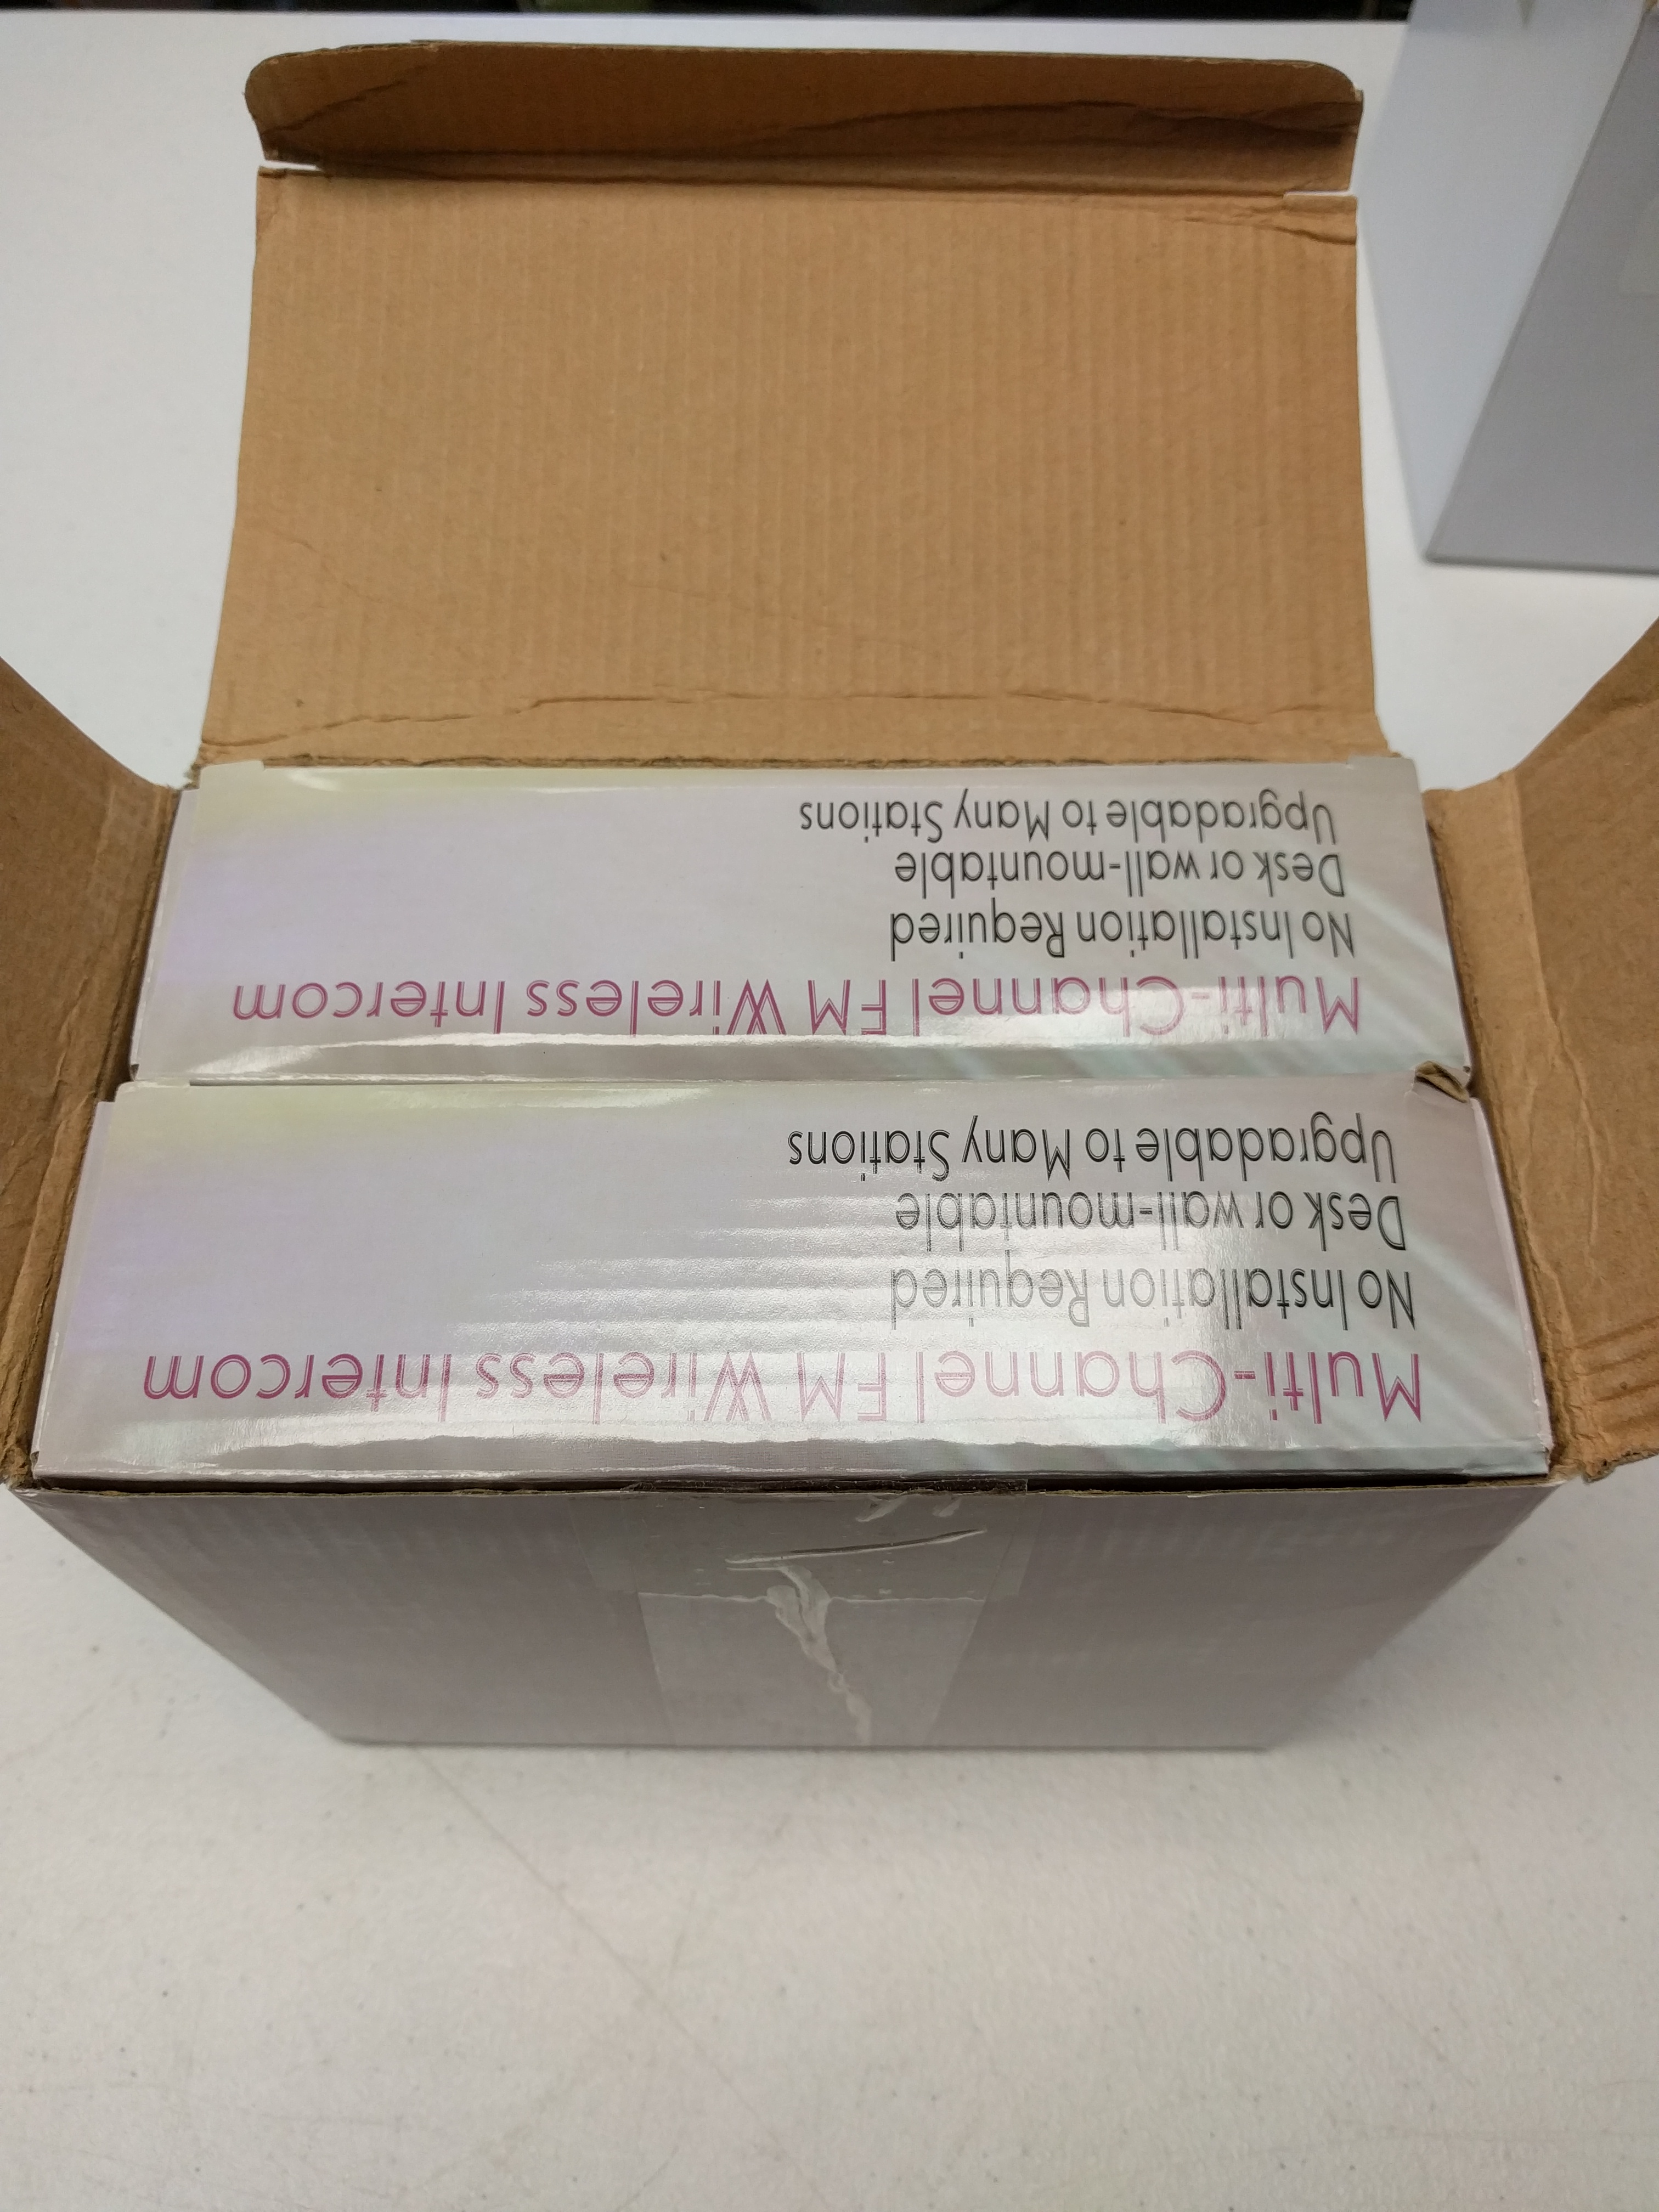 Multi-Channel FM Wireless Intercom
No Installation Required
Desk or wall-mountable
Upgradable to Many Stations
Multi-Channel FM Wireless Intercom
No Installation Required
Desk or wall-mountable
Upgradable to Many Stations